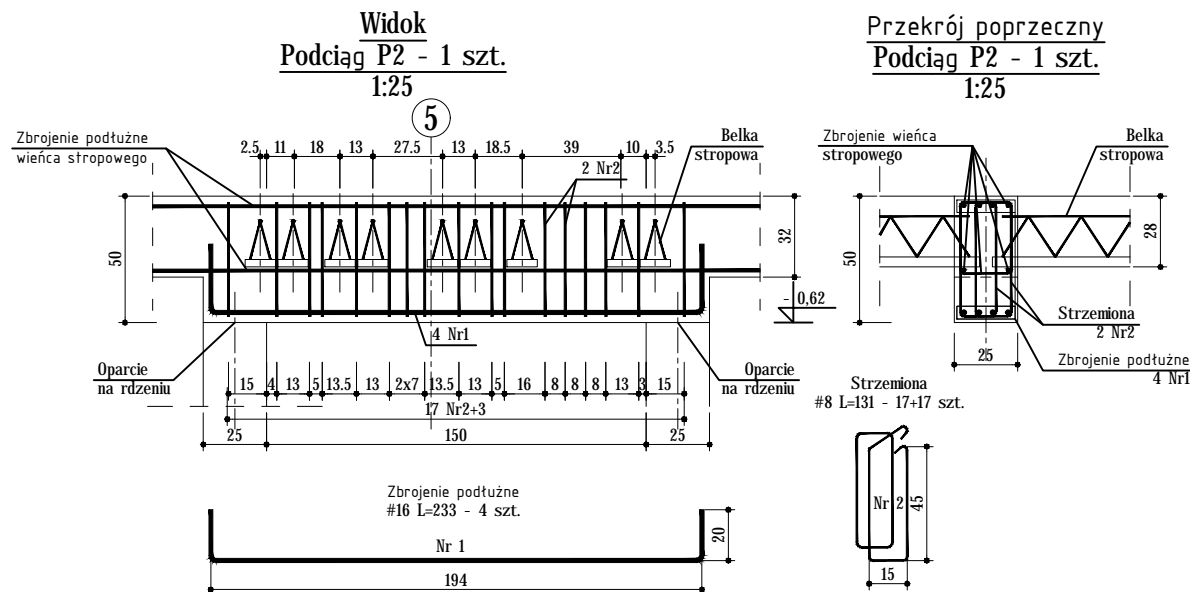 Widok
Podciąg P2 - 1 szt.
1:25
Przekrój poprzeczny
Podciąg P2 - 1 szt.
1:25
5
Zbrojenie podłużne
wieńca stropowego
2.5 11 18 13 27.5 13 18.5 39 10 3.5
Belka
stropowa
2 Nr2
50
32
- 0,62
4 Nr1
Oparcie
na rdzeniu
Oparcie
na rdzeniu
15 4 13 5 13.5 13 2x7 13.5 13 5 16 8 8 8 13 3 15
17 Nr2+3
25 150 25
Zbrojenie podłużne
#16 L=233 - 4 szt.
Nr 1
20
194
Zbrojenie wieńca
stropowego
Belka
stropowa
50
28
Strzemiona
2 Nr2
25
Zbrojenie podłużne
4 Nr1
Strzemiona
#8 L=131 - 17+17 szt.
Nr 2
45
15